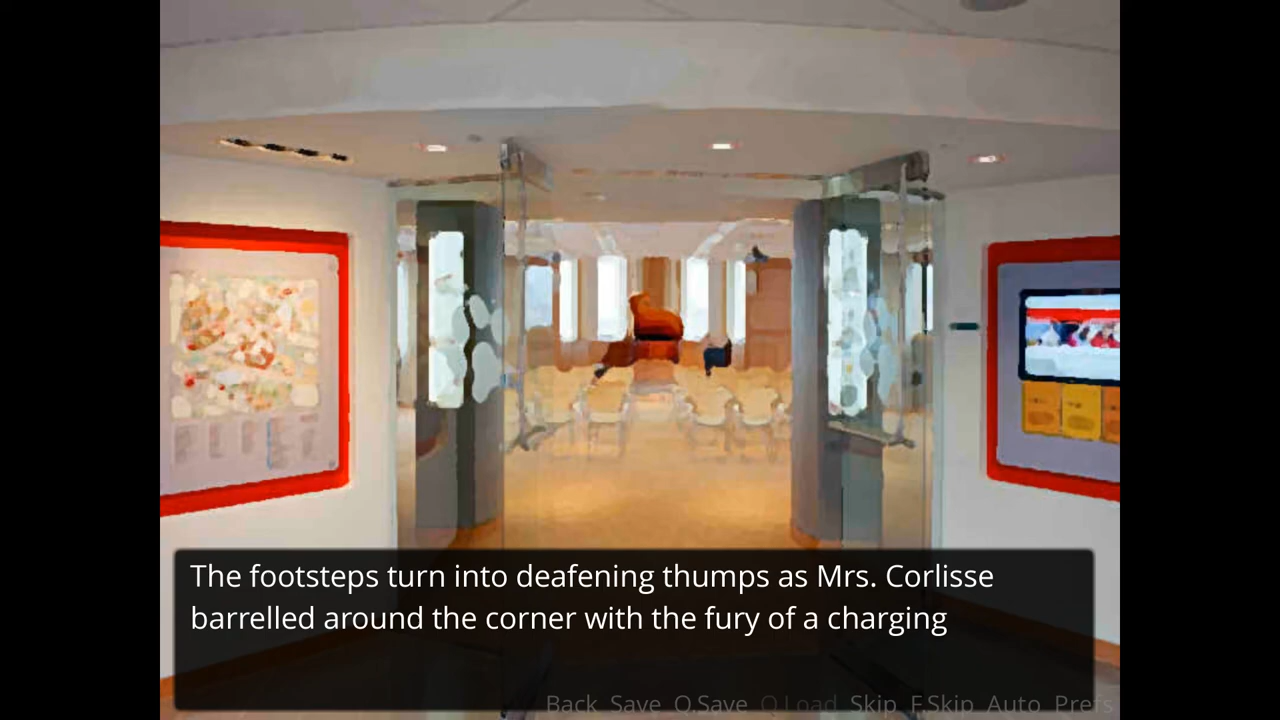 The footsteps turn into deafening thumps as Mrs. Corlisse
barrelled around the corner with the fury of a charging
Back Save Q.Save Q.Load Skip F.Skip Auto Prefs